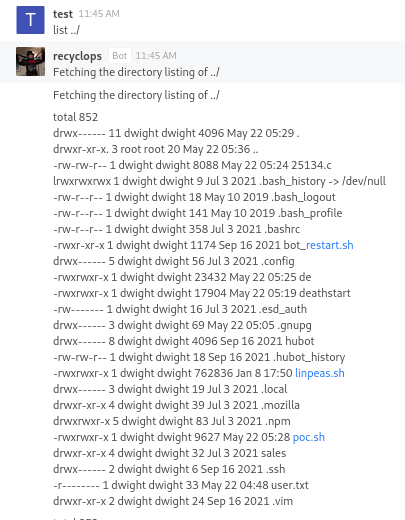 T
test 11:45 AM
list ../
recyclops Bot 11:45 AM
Fetching the directory listing of ../
Fetching the directory listing of ../
total 852
drwx------ 11 dwight dwight 4096 May 22 05:29 .
drwxr-xr-x. 3 root root 20 May 22 05:36 ..
-rw-rw-r-- 1 dwight dwight 8088 May 22 05:24 25134.c
lrwxrwxrwx 1 dwight dwight 9 Jul 3 2021 .bash_history -> /dev/null
-rw-r--r-- 1 dwight dwight 18 May 10 2019 .bash_logout
-rw-r--r-- 1 dwight dwight 141 May 10 2019 .bash_profile
-rw-r--r-- 1 dwight dwight 358 Jul 3 2021 .bashrc
-rwxr-xr-x 1 dwight dwight 1174 Sep 16 2021 bot_restart.sh
drwx------ 5 dwight dwight 56 Jul 3 2021 .config
-rwxrwxr-x 1 dwight dwight 23432 May 22 05:25 de
-rwxrwxr-x 1 dwight dwight 17904 May 22 05:19 deathstart
-rw------- 1 dwight dwight 16 Jul 3 2021 .esd_auth
drwx------ 3 dwight dwight 69 May 22 05:05 .gnupg
drwx------ 8 dwight dwight 4096 Sep 16 2021 hubot
-rw-rw-r-- 1 dwight dwight 18 Sep 16 2021 .hubot_history
-rwxrwxr-x 1 dwight dwight 762836 Jan 8 17:50 linpeas.sh
drwx------ 3 dwight dwight 19 Jul 3 2021 .local
drwxr-xr-x 4 dwight dwight 39 Jul 3 2021 .mozilla
drwxrwxr-x 5 dwight dwight 83 Jul 3 2021 .npm
-rwxrwxr-x 1 dwight dwight 9627 May 22 05:28 poc.sh
drwxr-xr-x 4 dwight dwight 32 Jul 3 2021 sales
drwx------ 2 dwight dwight 6 Sep 16 2021 .ssh
-r-------- 1 dwight dwight 33 May 22 04:48 user.txt
drwxr-xr-x 2 dwight dwight 24 Sep 16 2021 .vim